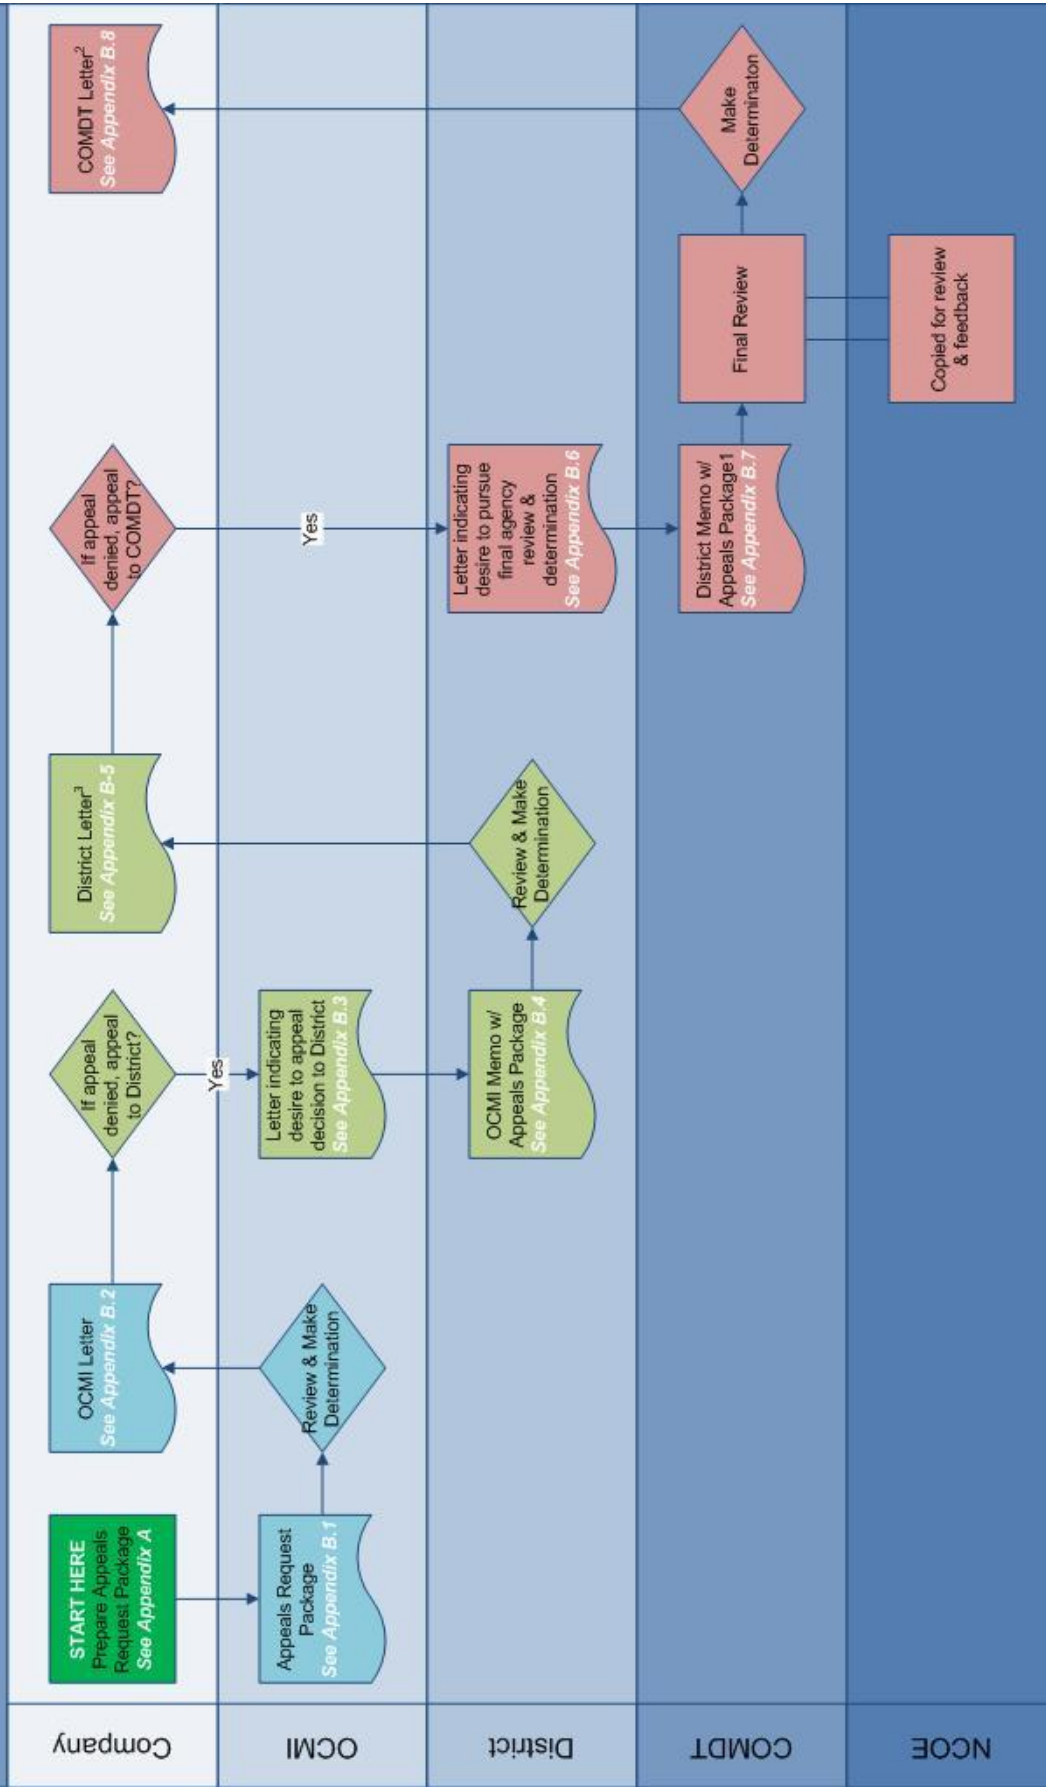 Company
START HERE
Prepare Appeals
Request Package
See Appendix A
OCMI Letter
See Appendix B.2
If appeal
denied, appeal
to District?
District Letter³
See Appendix B-5
If appeal
denied, appeal
to COMDT?
COMDT Letter²
See Appendix B.8
Yes
OCMI
Appeals Request
Package
See Appendix B.1
Review & Make
Determination
Letter indicating
desire to appeal
decision to District
See Appendix B.3
Yes
District
OCMI Memo w/
Appeals Package
See Appendix B.4
Review & Make
Determination
Letter indicating
desire to pursue
final agency
review &
determination
See Appendix B.6
COMDT
District Memo w/
Appeals Package1
See Appendix B.7
Final Review
Make
Determinaton
NCOE
Copied for review
& feedback